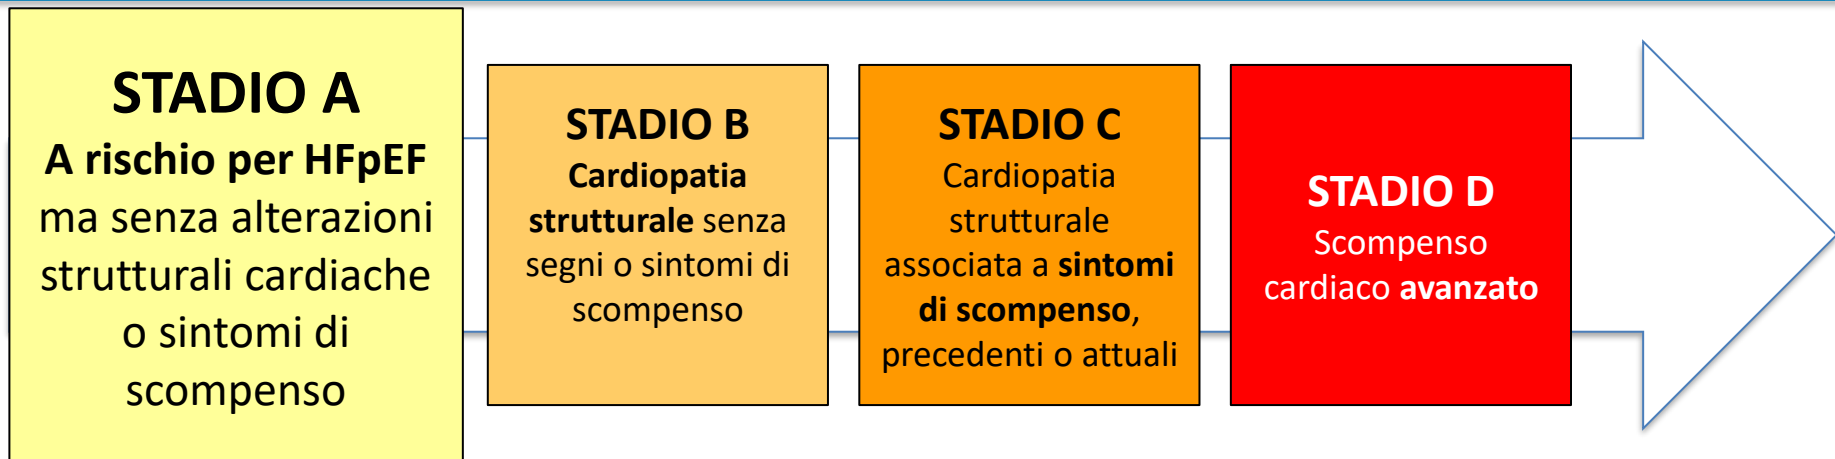 STADIO A
A rischio per HFpEF
ma senza alterazioni
strutturali cardiache
o sintomi di
scompenso
STADIO B
Cardiopatia
strutturale senza
segni o sintomi di
scompenso
STADIO C
Cardiopatia
strutturale
associata a sintomi
di scompenso,
precedenti o attuali
STADIO D
Scompenso
cardiaco avanzato